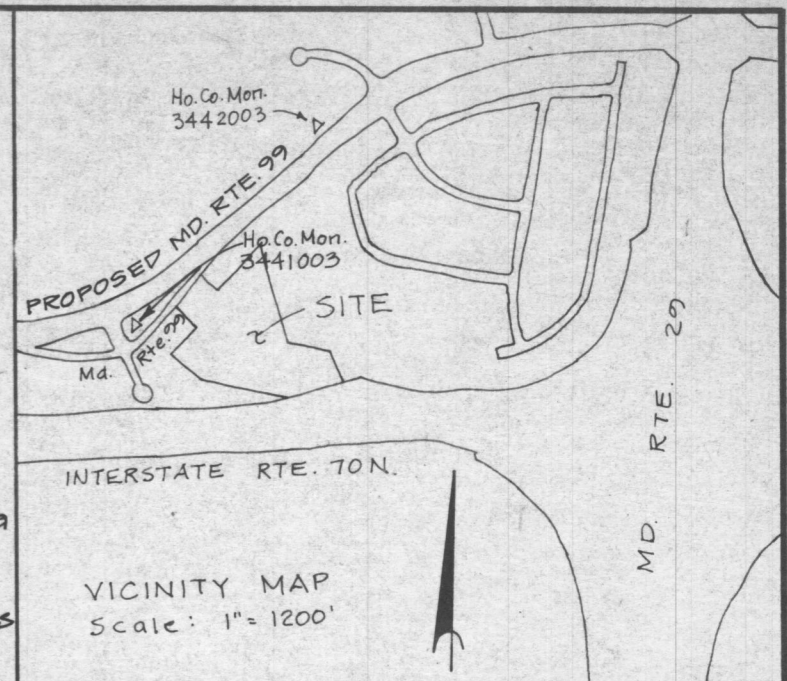 Ho.Co.Mon.
3442003
PROPOSED MD. RTE. 99
Ho.Co.Mon.
3441003
SITE
Md. Rte. 99
MD. RTE. 29
INTERSTATE RTE. 70 N.
VICINITY MAP
Scale: 1" = 1200'